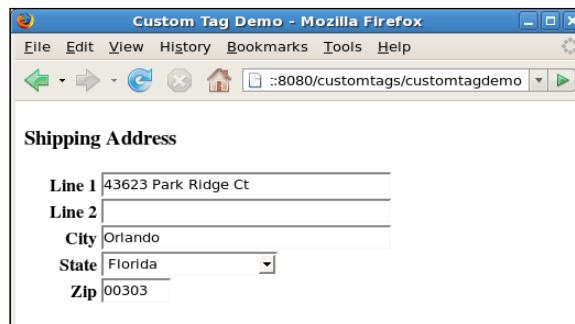 Custom Tag Demo - Mozilla Firefox
File Edit View History Bookmarks Tools Help
::8080/customtags/customtagdemo
Shipping Address
Line 1 43623 Park Ridge Ct
Line 2
City Orlando
State Florida
Zip 00303